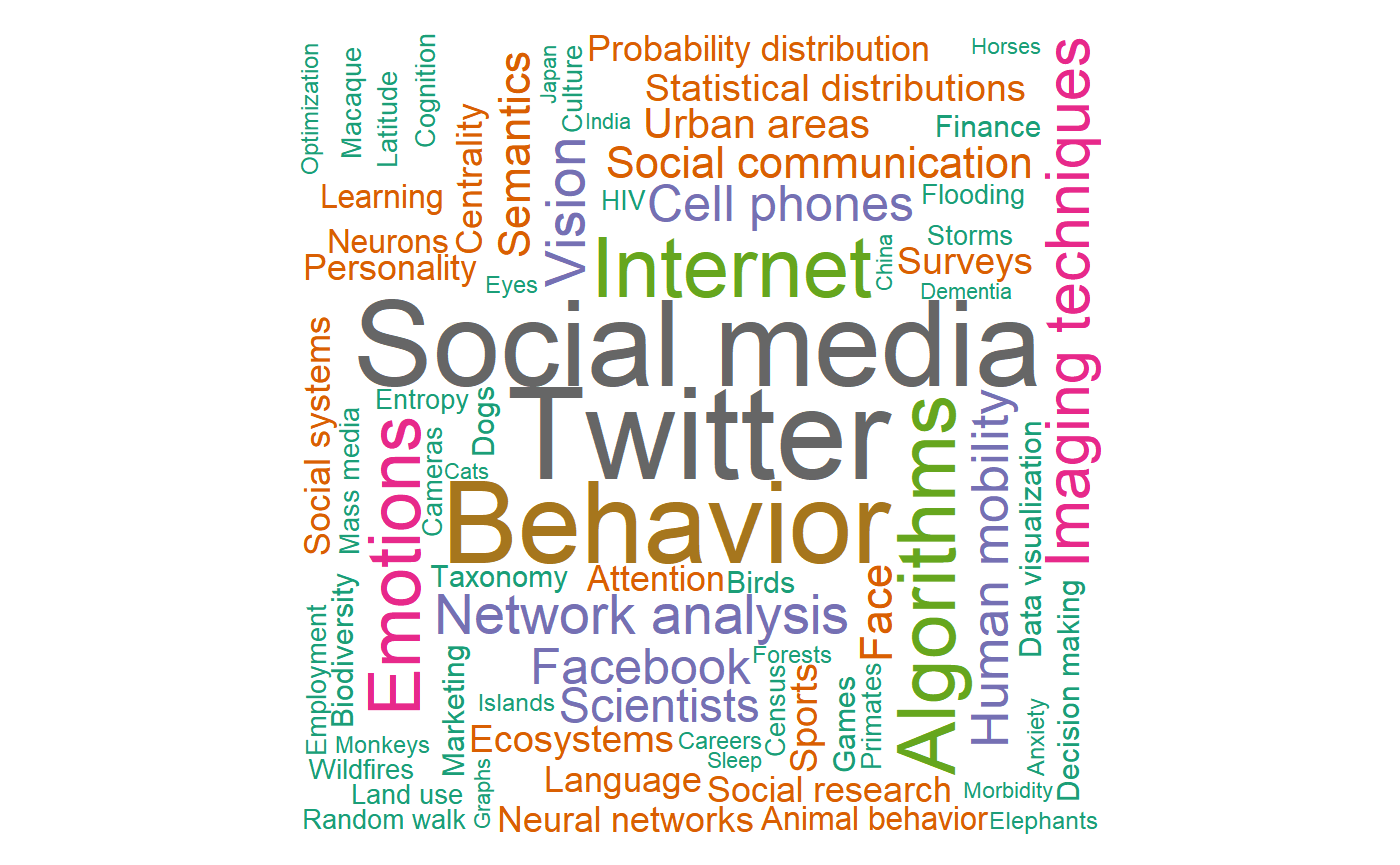 Probability distribution
Horses
Statistical distributions
Urban areas
Finance
Social communication
Optimization
Macaque
Latitude
Cognition
Centrality
Semantics
Japan
Culture
India
Vision
Imaging techniques
Learning
HIV
Cell phones
Flooding
Neurons
Storms
Personality
Internet
China
Surveys
Eyes
Dementia
Social media
Social systems
Mass media
Entropy
Dogs
Twitter
Emotions
Cameras
Cats
Algorithms
Human mobility
Data visualization
Behavior
Taxonomy
Attention
Birds
Face
Employment
Biodiversity
Network analysis
Decision making
Marketing
Facebook
Forests
Islands
Scientists
Census
Sports
Games
Primates
Anxiety
Monkeys
Ecosystems
Careers
Wildfires
Sleep
Land use
Graphs
Language
Social research
Morbidity
Random walk
Neural networks
Animal behavior
Elephants